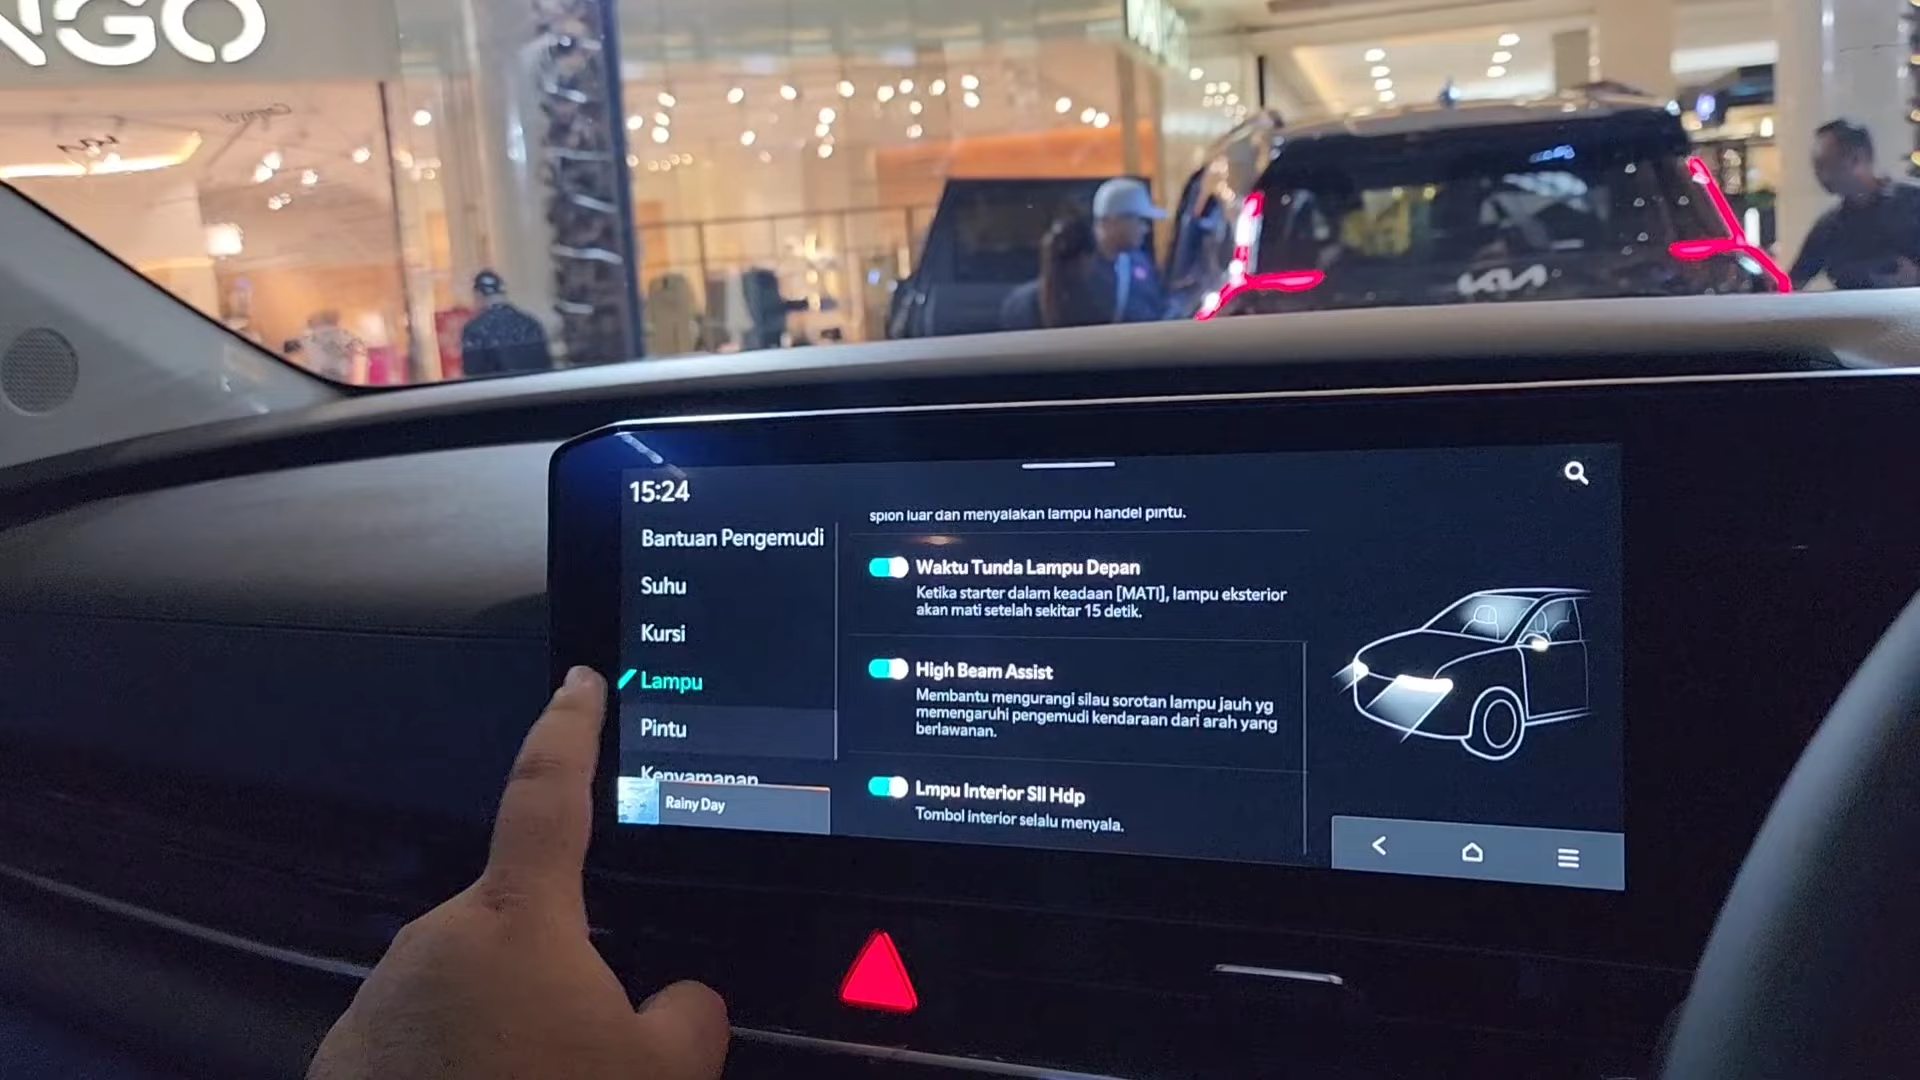 NGO
KIA
15:24
Bantuan Pengemudi
Suhu
Kursi
Lampu
Pintu
Kenyamanan
Rainy Day
spion luar dan menyalakan lampu handel pintu.
Waktu Tunda Lampu Depan
Ketika starter dalam keadaan [MATI], lampu eksterior
akan mati setelah sekitar 15 detik.
High Beam Assist
Membantu mengurangi silau sorotan lampu jauh yg
memengaruhi pengemudi kendaraan dari arah yang
berlawanan.
Lmpu Interior Sll Hdp
Tombol interior selalu menyala.